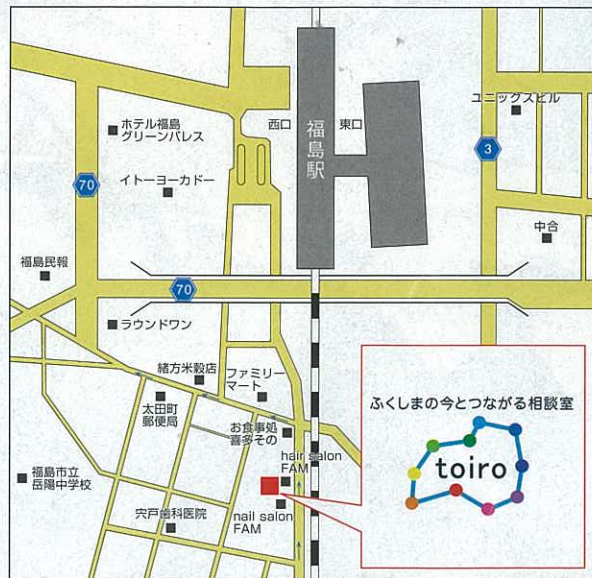 ユニックスビル
ホテル福島
グリーンパレス
西口
福島駅
東口
3
70
イトーヨーカドー
中合
福島民報
70
ラウンドワン
緒方米穀店
ファミリー
マート
太田町
郵便局
お食事処
喜多その
hair salon
FAM
福島市立
岳陽中学校
宍戸歯科医院
nail salon
FAM
ふくしまの今とつながる相談室
toiro